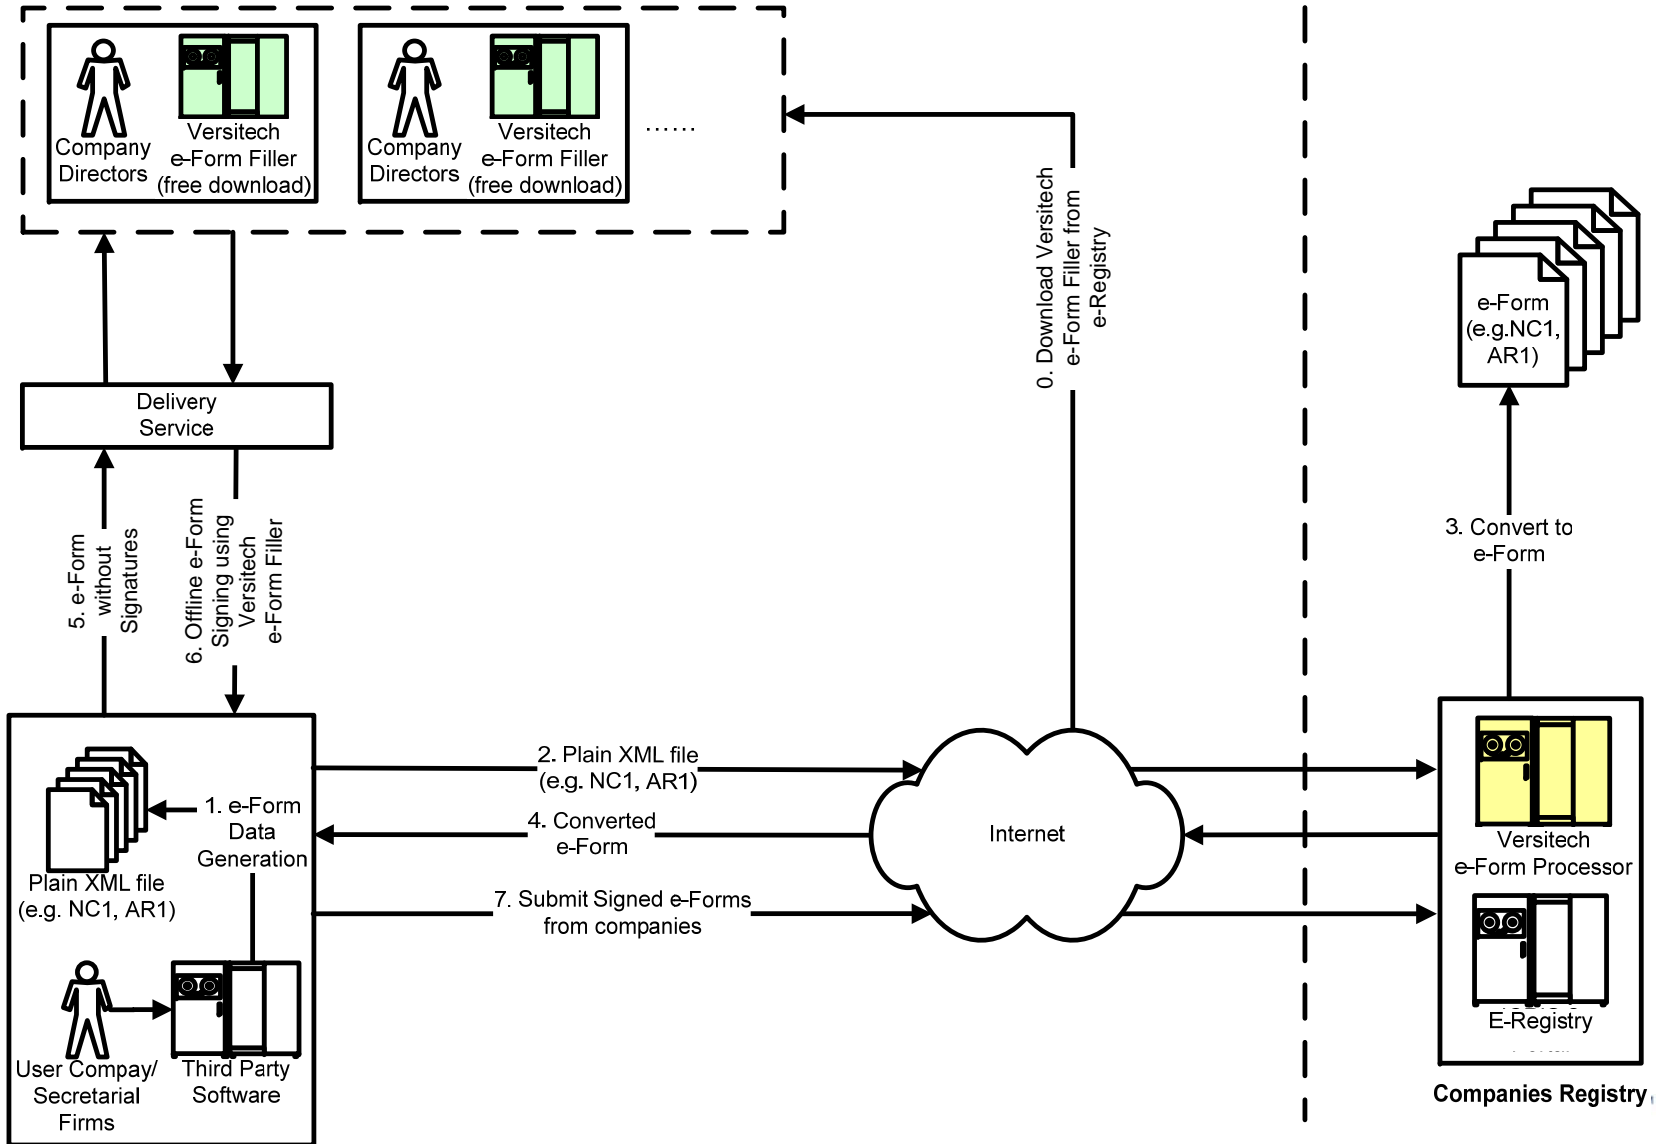 Company
Directors
Versitech
e-Form Filler
(free download)
Company
Directors
Versitech
e-Form Filler
(free download)
......
0. Download Versitech
e-Form Filler from
e-Registry
e-Form
(e.g.NC1,
AR1)
Delivery
Service
3. Convert to
e-Form
5. e-Form
without
Signatures
6. Offline e-Form
Signing using
Versitech
e-Form Filler
2. Plain XML file
(e.g. NC1, AR1)
1. e-Form
Data
Generation
4. Converted
e-Form
Internet
Versitech
e-Form Processor
Plain XML file
(e.g. NC1, AR1)
7. Submit Signed e-Forms
from companies
E-Registry
User Compay/
Secretarial
Firms
Third Party
Software
Companies Registry